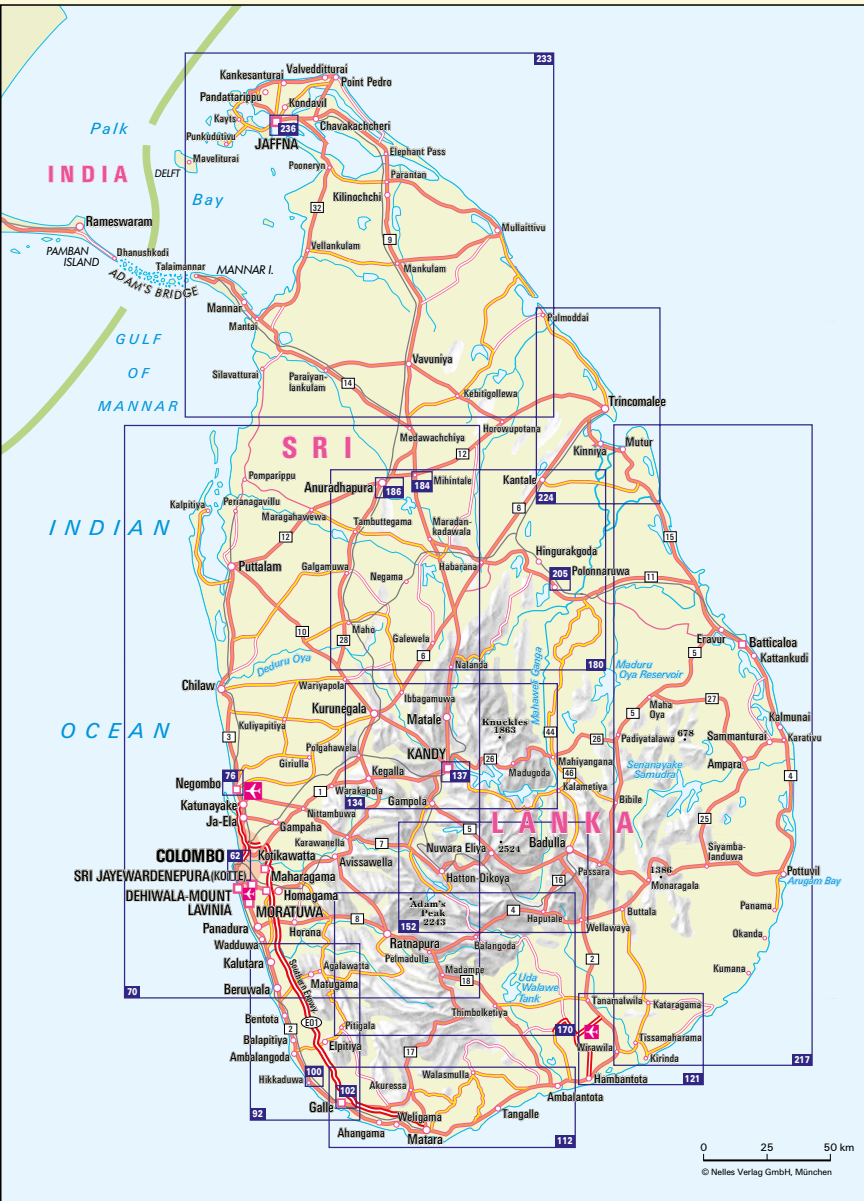 233
Kankesanturai
Valvedditturai
Point Pedro
Pandattarippu
Kondavil
Kayts
236
Chavakachcheri
Palk
Punkudutivu
JAFFNA
Elephant Pass
Maveliturai
INDIA
DELFT
Pooneryn
Parantan
Bay
Kilinochchi
32
Rameswaram
Mullaittivu
9
PAMBAN
ISLAND
Dhanushkodi
Vellankulam
Talaimannar
MANNAR I.
Mankulam
ADAM'S BRIDGE
Mannar
Mantai
Pulmoddai
GULF
OF
MANNAR
Silavatturai
Vavuniya
Paraiyan-
lankulam
14
Kebitigollewa
Trincomalee
Medawachchiya
Horowupotana
SRI
12
Kinniya
Mutur
Pomparippu
Anuradhapura
186
184
Mihintale
Kantale
224
Kalpitiya
Perianagavillu
Maragahawewa
6
INDIAN
Tambuttegama
Maradan-
kadawala
12
15
Puttalam
Galgamuwa
Habarana
Hingurakgoda
205
Polonnaruwa
11
Negama
10
28
Maho
Galewela
6
Eravur
Batticaloa
5
Kattankudi
Deduru Oya
Nalanda
180
Mahaweli Ganga
Maduru
Oya Reservoir
Chilaw
Wariyapola
Ibbagamuwa
Maha
Oya
27
Kurunegala
Matale
Knuckles
1863
5
Kalmunai
OCEAN
Kuliyapitiya
3
44
26
Padiyatalawa
678
Sammanturai
Karativu
Polgahawela
KANDY
26
Mahiyangana
Giriulla
Kegalla
137
Madugoda
46
Senanayake
Samudra
Ampara
4
76
Negombo
1
Warakapola
134
Kalametiya
Katunayake
Nittambuwa
Gampola
Bibile
Ja-Ela
Gampaha
LANKA
25
Karawanella
7
5
COLOMBO
62
Kotikawatta
Avissawella
Nuwara Eliya
2524
Badulla
Siyamba-
landuwa
SRI JAYEWARDENEPURA (KOTTE)
Maharagama
Hatton-Dikoya
16
Passara
1386
Monaragala
Pottuvil
DEHIWALA-MOUNT
LAVINIA
Homagama
Arugam Bay
MORATUWA
Adam's
Peak
2243
4
Haputale
Buttala
Panama
Panadura
Horana
8
152
Wellawaya
Wadduwa
Ratnapura
Balangoda
Okanda
Kalutara
Pelmadulla
2
Agalawatta
Madampe
Kumana
70
Beruwala
Matugama
18
Uda
Walawe
Tank
Southern Expwy.
Tanamalwila
Kataragama
Bentota
E01
Thimbolketiya
2
Pitigala
170
Balapitiya
Elpitiya
Wirawila
Tissamaharama
Ambalangoda
17
Kirinda
217
100
Walasmulla
Hambantota
121
Hikkaduwa
102
Akuressa
Ambalantota
Galle
92
Weligama
Tangalle
Ahangama
Matara
112
0 25 50 km
© Nelles Verlag GmbH, München